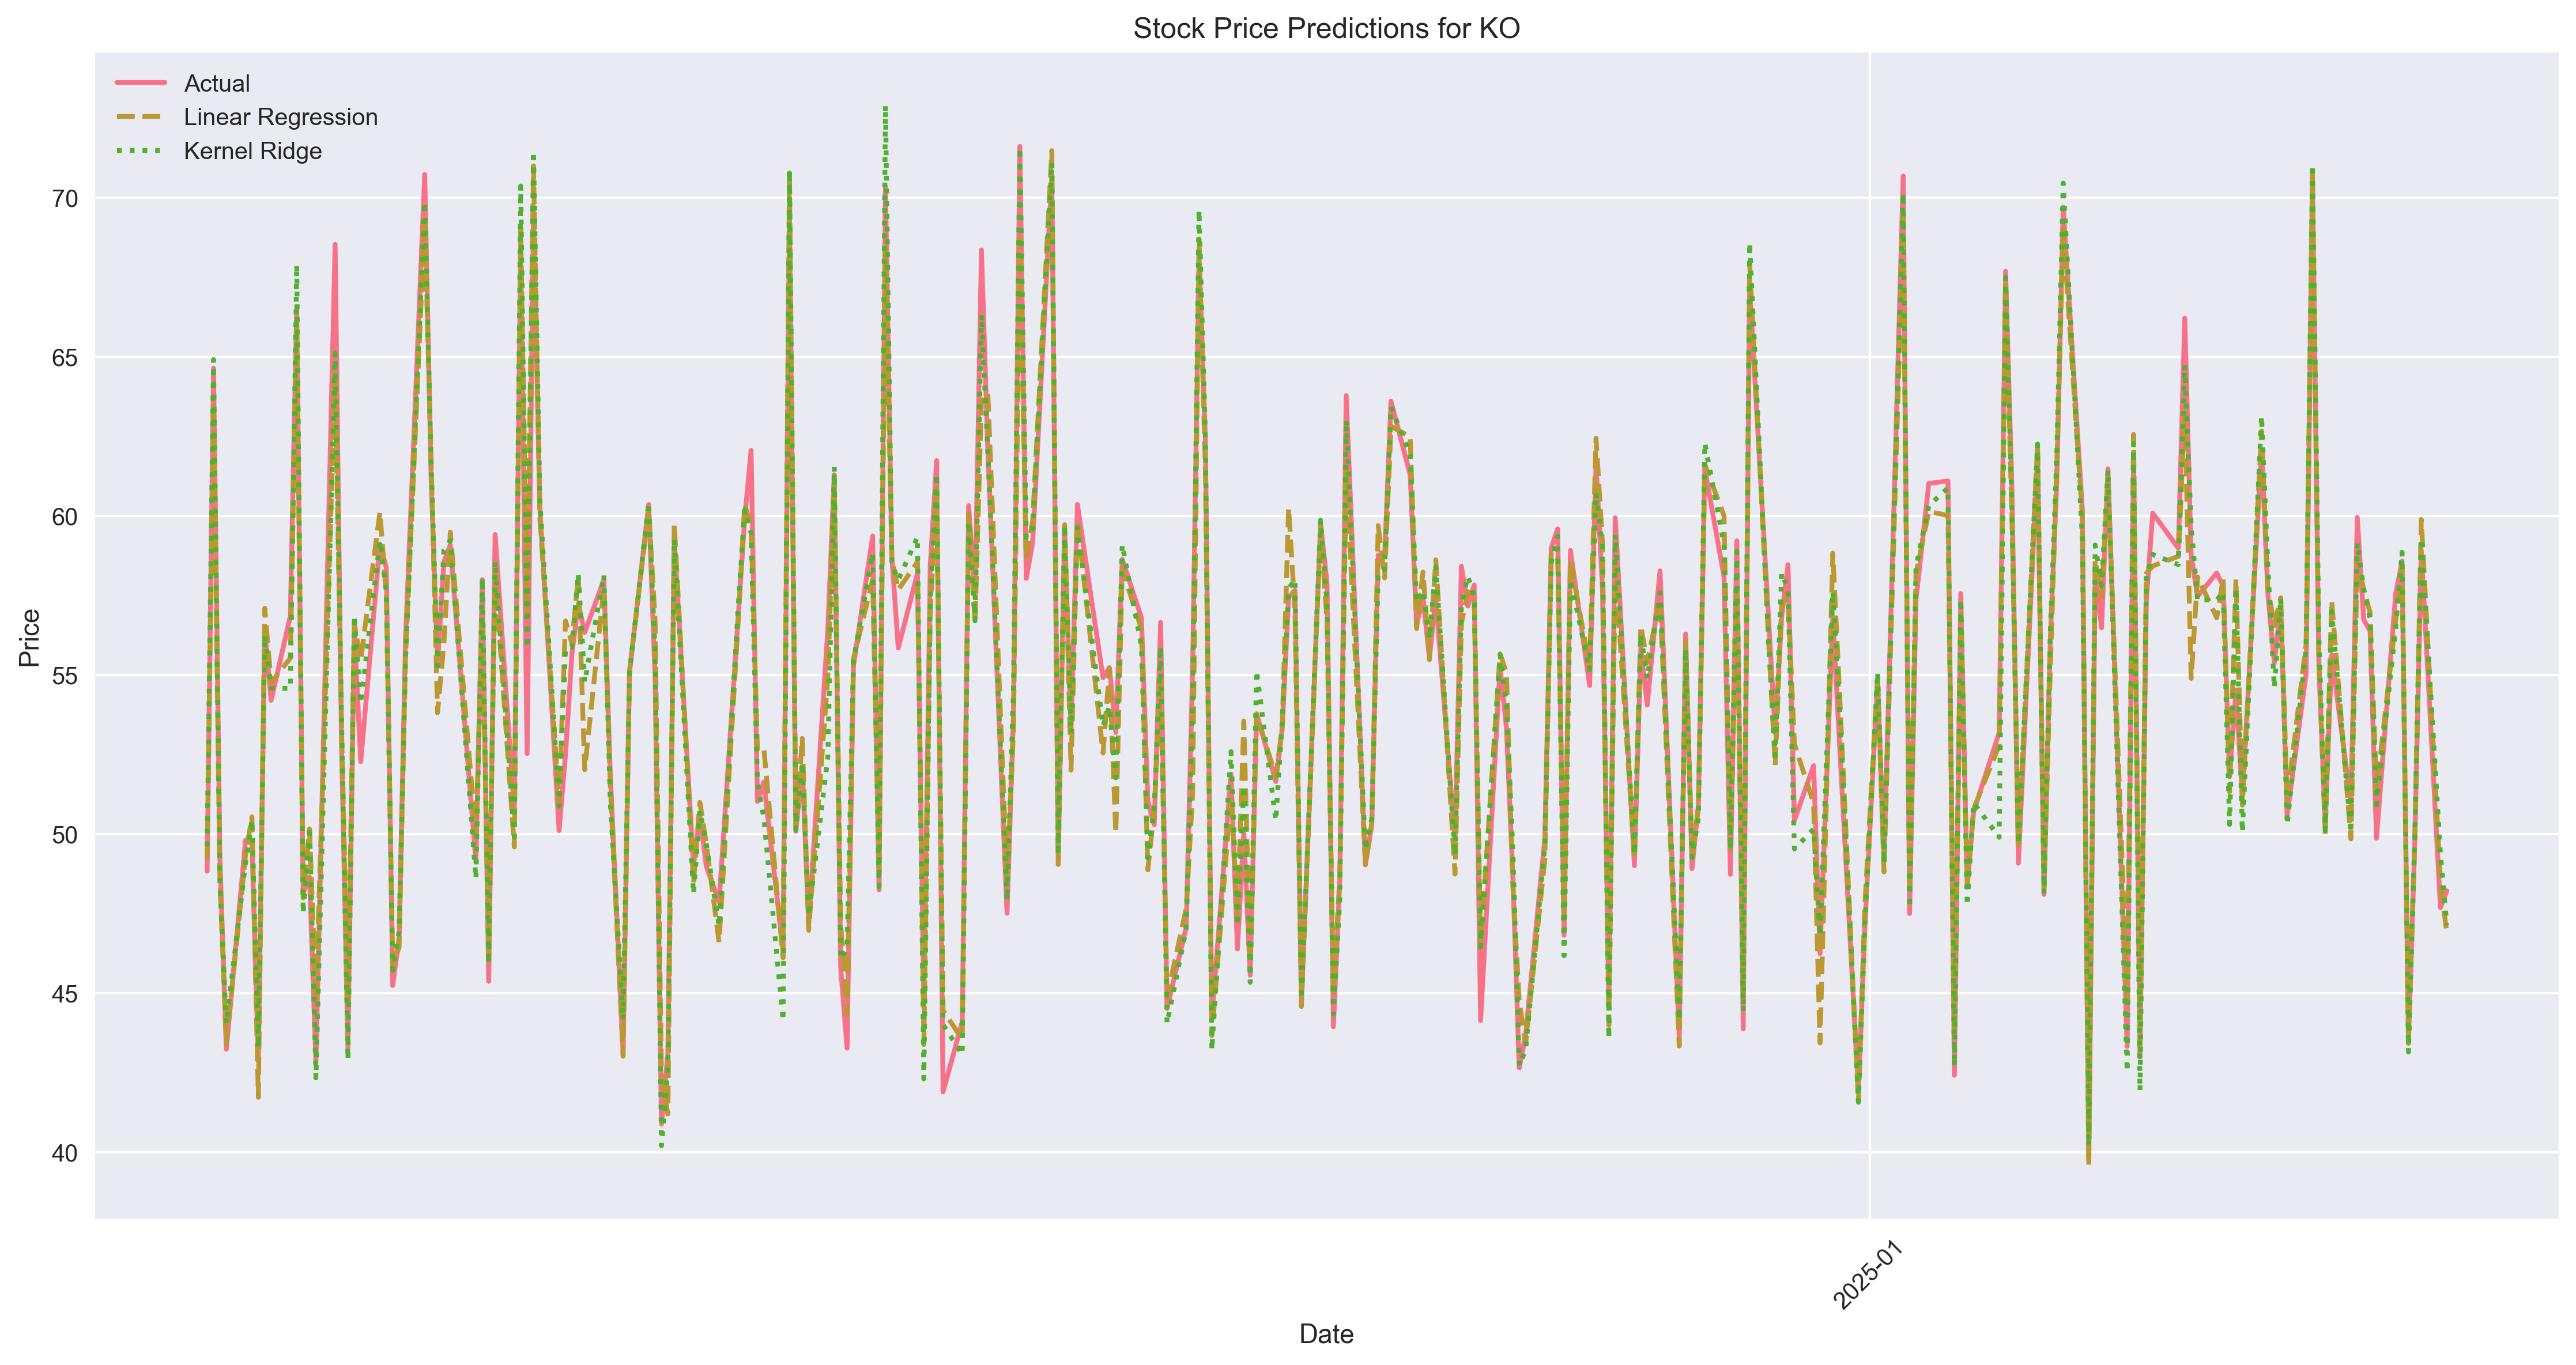 Stock Price Predictions for KO
Actual
Linear Regression
Kernel Ridge
70
65
60
55
50
45
40
Price
2025-01
Date